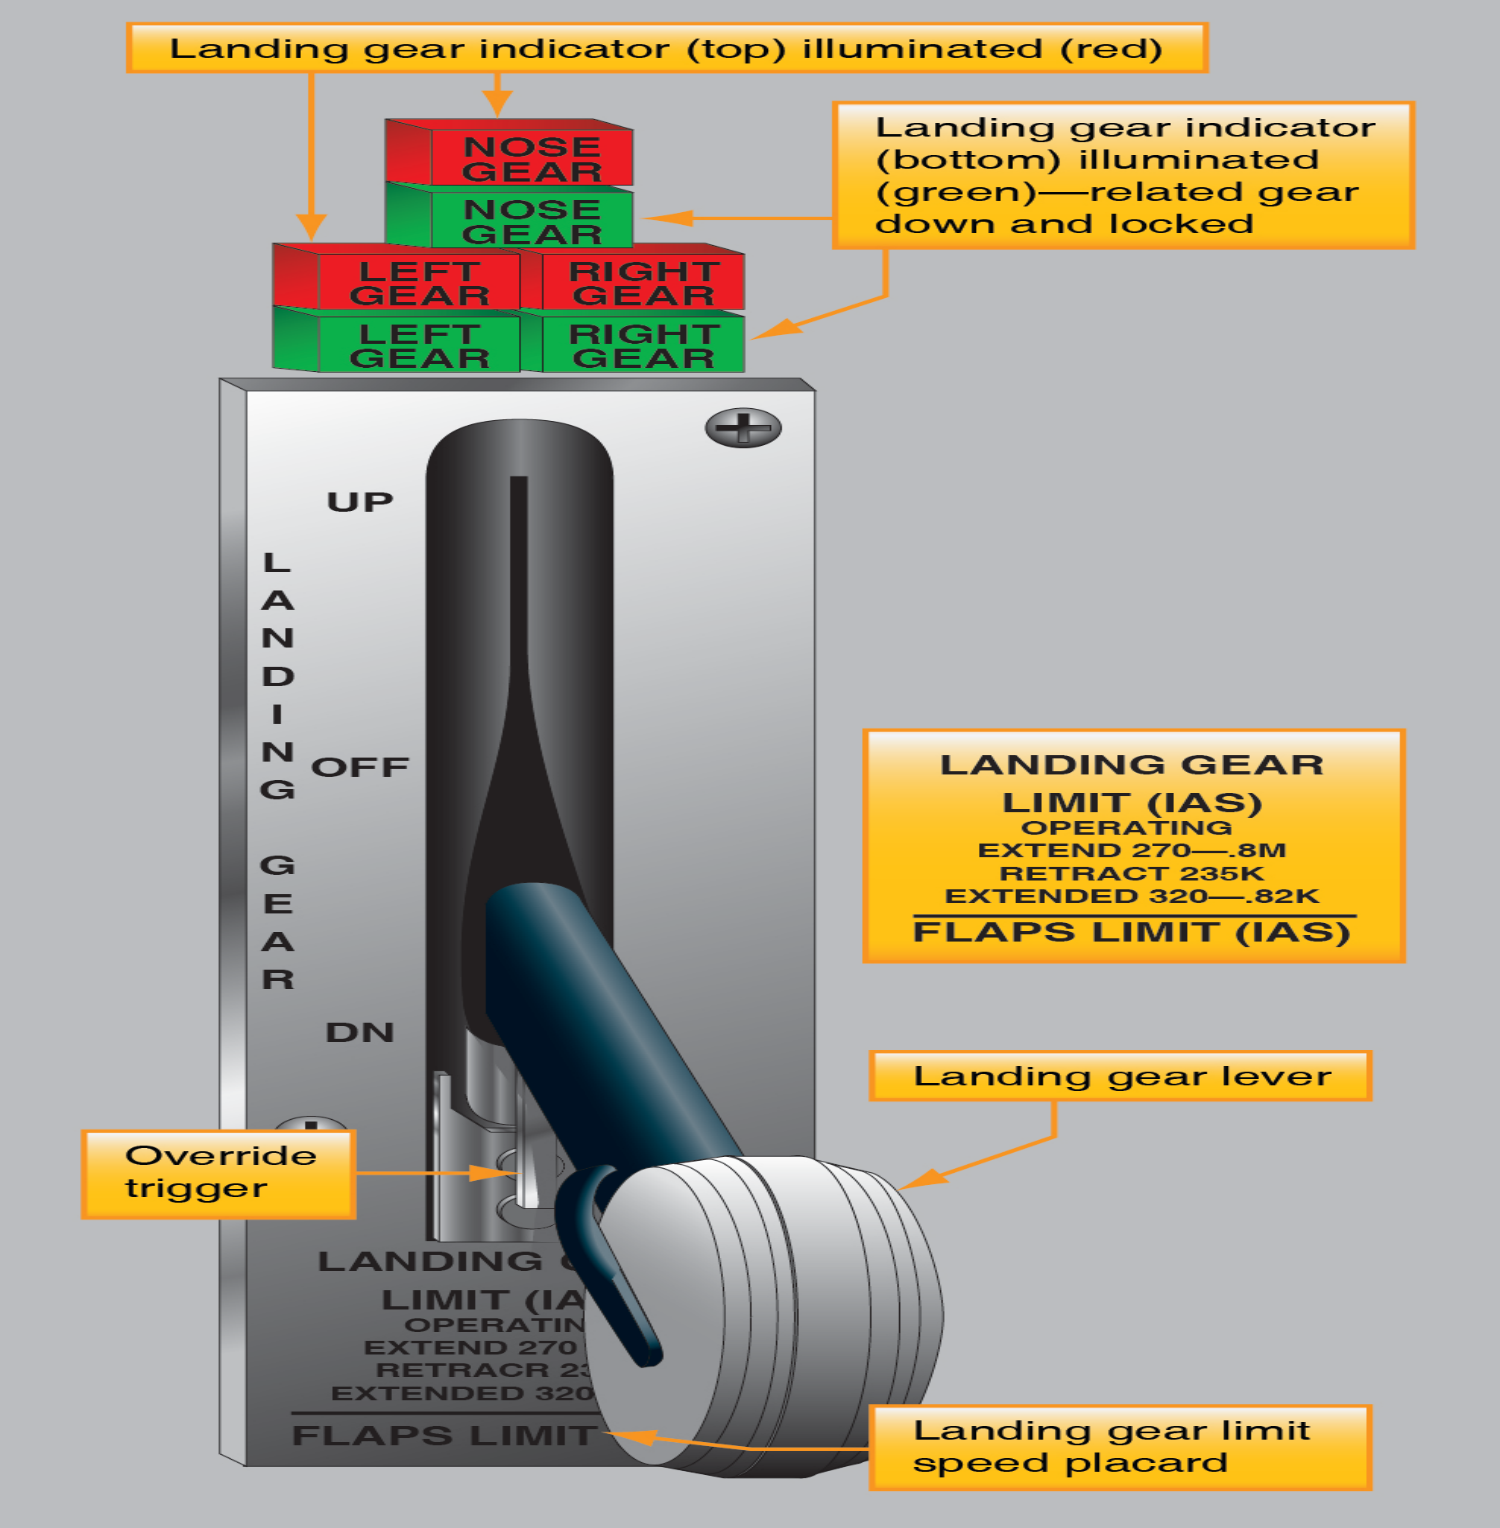 Landing gear indicator (top) illuminated (red)
Landing gear indicator
(bottom) illuminated
(green)—related gear
down and locked
NOSE
GEAR
NOSE
GEAR
LEFT
GEAR
RIGHT
GEAR
LEFT
GEAR
RIGHT
GEAR
UP
LANDING GEAR
OFF
DN
LANDING GEAR
LIMIT (IAS)
OPERATING
EXTEND 270—.8M
RETRACT 235K
EXTENDED 320—.82K
FLAPS LIMIT (IAS)
Landing gear lever
Override
trigger
LANDING
LIMIT (IA
OPERATIN
EXTEND 270
RETRACR 23
EXTENDED 320
FLAPS LIMIT
Landing gear limit
speed placard